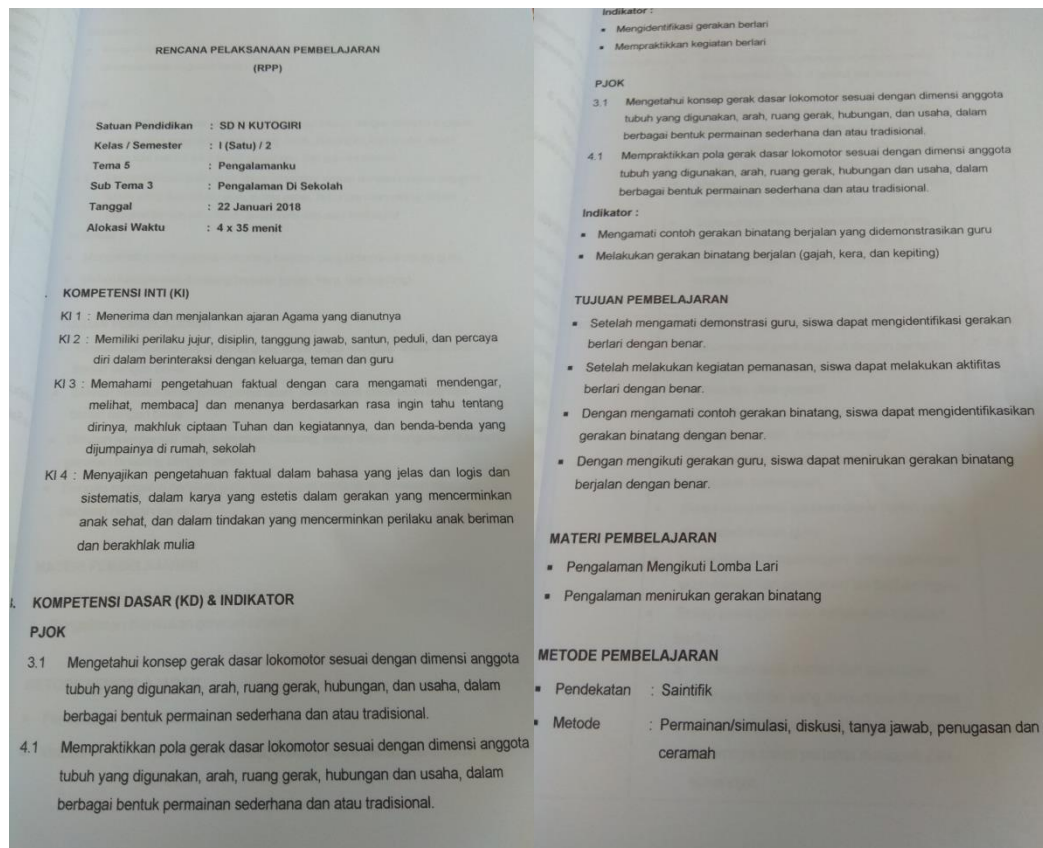 RENCANA PELAKSANAAN PEMBELAJARAN
(RPP)
Satuan Pendidikan : SD N KUTOGIRI
Kelas / Semester : I (Satu) / 2
Tema 5 : Pengalamanku
Sub Tema 3 : Pengalaman Di Sekolah
Tanggal : 22 Januari 2018
Alokasi Waktu : 4 x 35 menit
KOMPETENSI INTI (KI)
KI 1 : Menerima dan menjalankan ajaran Agama yang dianutnya
KI 2 : Memiliki perilaku jujur, disiplin, tanggung jawab, santun, peduli, dan percaya
diri dalam berinteraksi dengan keluarga, teman dan guru
KI 3 : Memahami pengetahuan faktual dengan cara mengamati mendengar,
melihat, membaca] dan menanya berdasarkan rasa ingin tahu tentang
dirinya, makhluk ciptaan Tuhan dan kegiatannya, dan benda-benda yang
dijumpainya di rumah, sekolah
KI 4 : Menyajikan pengetahuan faktual dalam bahasa yang jelas dan logis dan
sistematis, dalam karya yang estetis dalam gerakan yang mencerminkan
anak sehat, dan dalam tindakan yang mencerminkan perilaku anak beriman
dan berakhlak mulia
KOMPETENSI DASAR (KD) & INDIKATOR
PJOK
3.1 Mengetahui konsep gerak dasar lokomotor sesuai dengan dimensi anggota
tubuh yang digunakan, arah, ruang gerak, hubungan, dan usaha, dalam
berbagai bentuk permainan sederhana dan atau tradisional.
4.1 Mempraktikkan pola gerak dasar lokomotor sesuai dengan dimensi anggota
tubuh yang digunakan, arah, ruang gerak, hubungan dan usaha, dalam
berbagai bentuk permainan sederhana dan atau tradisional.
Indikator :
▪ Mengidentifikasi gerakan berlari
▪ Mempraktikkan kegiatan berlari
PJOK
3.1 Mengetahui konsep gerak dasar lokomotor sesuai dengan dimensi anggota
tubuh yang digunakan, arah, ruang gerak, hubungan, dan usaha, dalam
berbagai bentuk permainan sederhana dan atau tradisional.
4.1 Mempraktikkan pola gerak dasar lokomotor sesuai dengan dimensi anggota
tubuh yang digunakan, arah, ruang gerak, hubungan dan usaha, dalam
berbagai bentuk permainan sederhana dan atau tradisional.
Indikator :
▪ Mengamati contoh gerakan binatang berjalan yang didemonstrasikan guru
▪ Melakukan gerakan binatang berjalan (gajah, kera, dan kepiting)
TUJUAN PEMBELAJARAN
▪ Setelah mengamati demonstrasi guru, siswa dapat mengidentifikasi gerakan
berlari dengan benar.
▪ Setelah melakukan kegiatan pemanasan, siswa dapat melakukan aktifitas
berlari dengan benar.
▪ Dengan mengamati contoh gerakan binatang, siswa dapat mengidentifikasikan
gerakan binatang dengan benar.
▪ Dengan mengikuti gerakan guru, siswa dapat menirukan gerakan binatang
berjalan dengan benar.
MATERI PEMBELAJARAN
▪ Pengalaman Mengikuti Lomba Lari
▪ Pengalaman menirukan gerakan binatang
METODE PEMBELAJARAN
▪ Pendekatan : Saintifik
▪ Metode : Permainan/simulasi, diskusi, tanya jawab, penugasan dan
ceramah